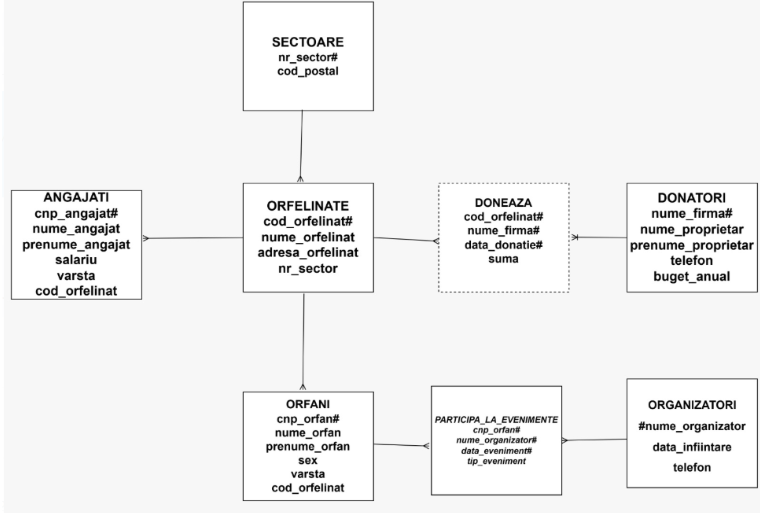 SECTOARE
nr_sector#
cod_postal
ANGAJATI
cnp_angajat#
nume_angajat
prenume_angajat
salariu
varsta
cod_orfelinat
ORFELINATE
cod_orfelinat#
nume_orfelinat
adresa_orfelinat
nr_sector
DONEAZA
cod_orfelinat#
nume_firma#
data_donatie#
suma
DONATORI
nume_firma#
nume_proprietar
prenume_proprietar
telefon
buget_anual
ORFANI
cnp_orfan#
nume_orfan
prenume_orfan
sex
varsta
cod_orfelinat
PARTICIPA_LA_EVENIMENTE
cnp_orfan#
nume_organizator#
data_eveniment#
tip_eveniment
ORGANIZATORI
#nume_organizator
data_infiintare
telefon